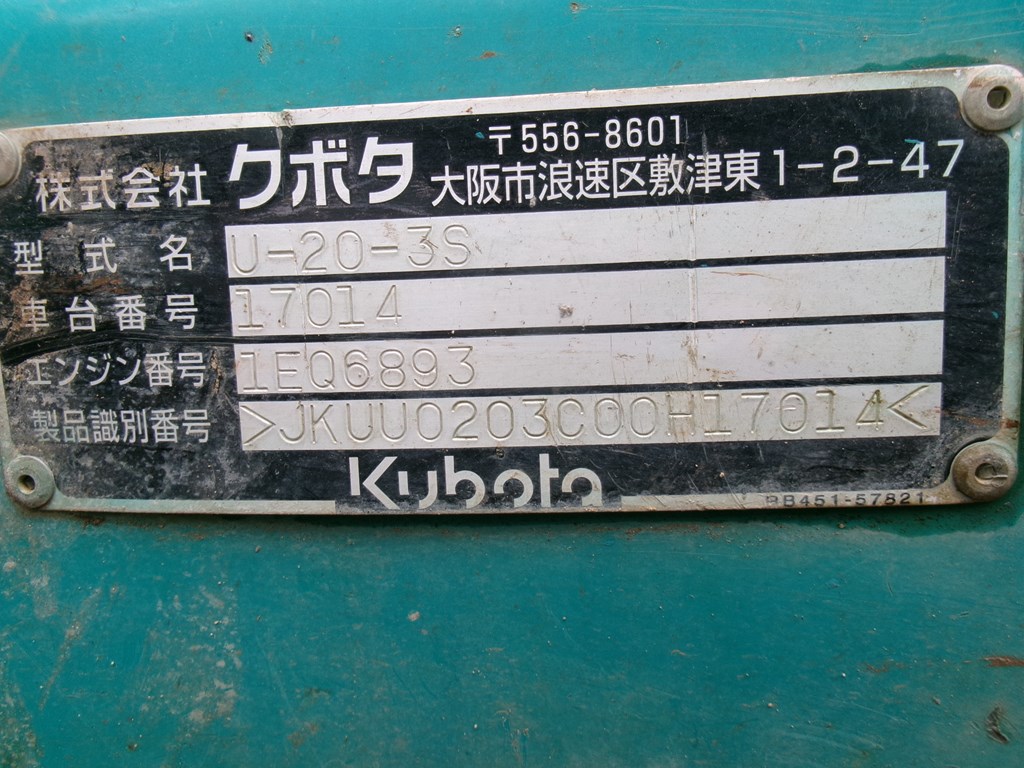 株式会社 クボタ 〒556-8601
大阪市浪速区敷津東1-2-47
型式名 U-20-3S
車台番号 17014
エンジン番号 1EQ6893
製品識別番号 >JKUU0203C00H17014<
Kubota
RB451-57821